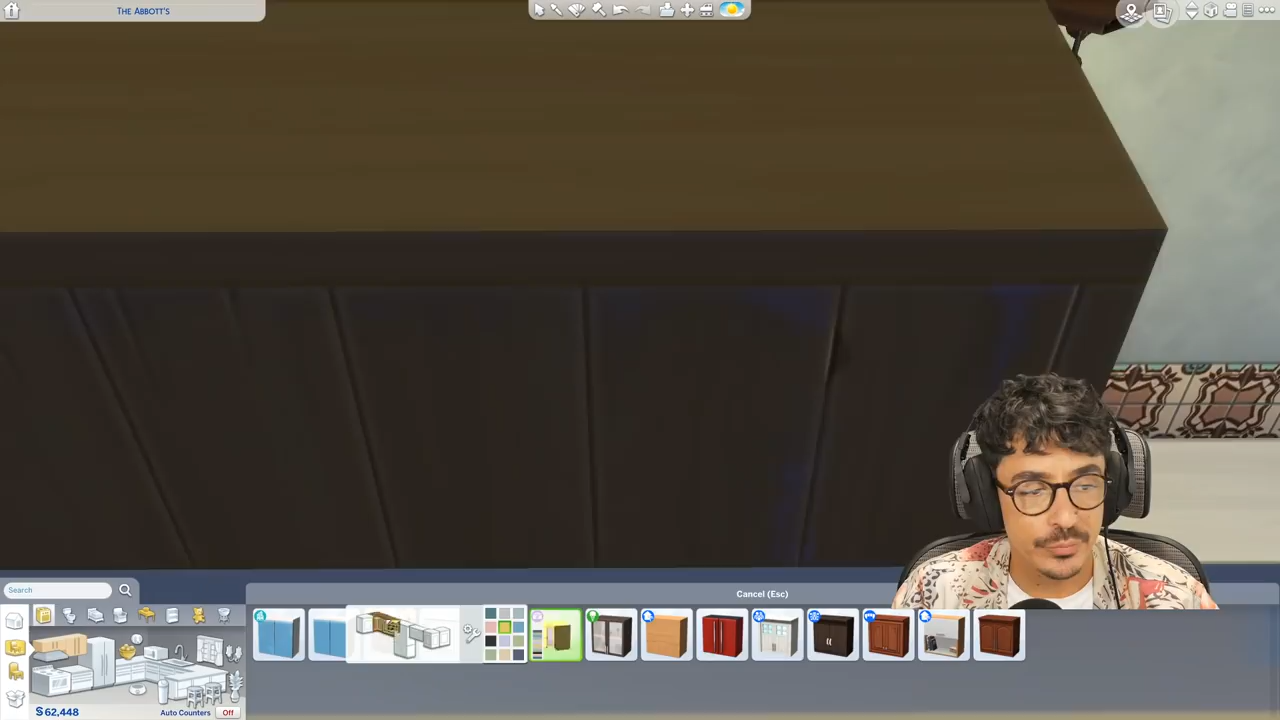 THE ABBOTT'S
Cancel (Esc)
Search
§62,448
Auto Counters Off